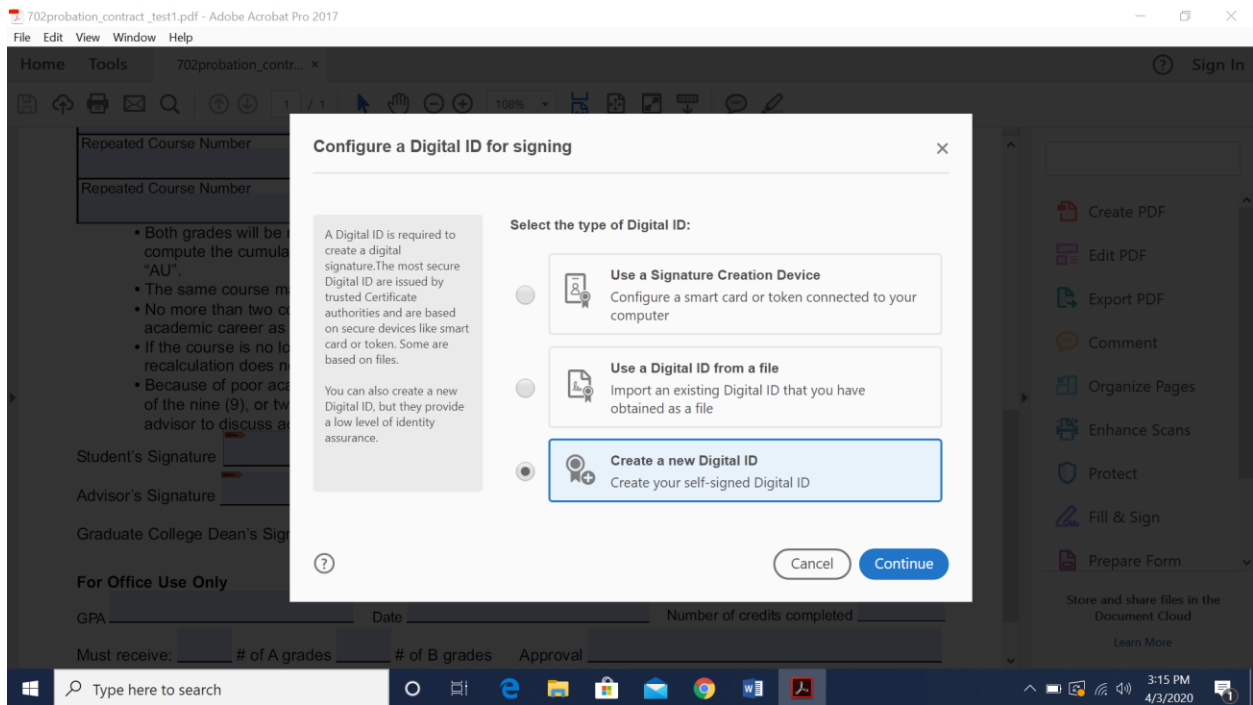 702probation_contract _test1.pdf - Adobe Acrobat Pro 2017
File Edit View Window Help
Home Tools 702probation_contr... × Sign In
1 / 1 108%
Repeated Course Number
Repeated Course Number
• Both grades will be
compute the cumula
"AU".
• The same course m
• No more than two c
academic career as
• If the course is no lo
recalculation does n
• Because of poor aca
of the nine (9), or tw
advisor to discuss a
Student's Signature
Advisor's Signature
Graduate College Dean's Sig
For Office Use Only
GPA Date Number of credits completed
Must receive: # of A grades # of B grades Approval
Configure a Digital ID for signing
A Digital ID is required to
create a digital
signature.The most secure
Digital ID are issued by
trusted Certificate
authorities and are based
on secure devices like smart
card or token. Some are
based on files.
You can also create a new
Digital ID, but they provide
a low level of identity
assurance.
Select the type of Digital ID:
Use a Signature Creation Device
Configure a smart card or token connected to your
computer
Use a Digital ID from a file
Import an existing Digital ID that you have
obtained as a file
Create a new Digital ID
Create your self-signed Digital ID
Cancel Continue
Create PDF
Edit PDF
Export PDF
Comment
Organize Pages
Enhance Scans
Protect
Fill & Sign
Prepare Form
Store and share files in the
Document Cloud
Learn More
Type here to search
3:15 PM
4/3/2020
1